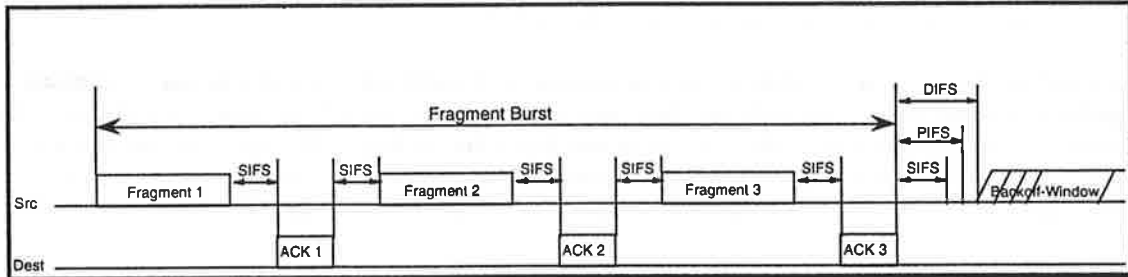 DIFS
Fragment Burst
PIFS
SIFS SIFS SIFS SIFS SIFS SIFS
Fragment 1 Fragment 2 Fragment 3
Src Backoff-Window
ACK 1 ACK 2 ACK 3
Dest